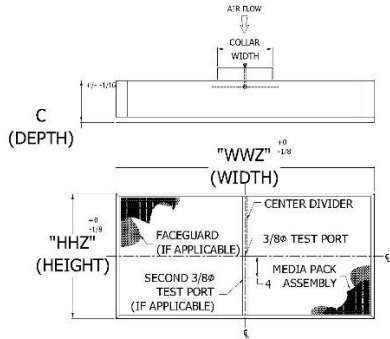 AIR FLOW
COLLAR
WIDTH
+/- -1/16
C
(DEPTH)
"WWZ" +0
-1/8
(WIDTH)
CENTER DIVIDER
+0
-1/8
"HHZ"
(HEIGHT)
FACEGUARD
(IF APPLICABLE)
3/8ø TEST PORT
SECOND 3/8ø
TEST PORT
(IF APPLICABLE)
4
MEDIA PACK
ASSEMBLY
℄
℄